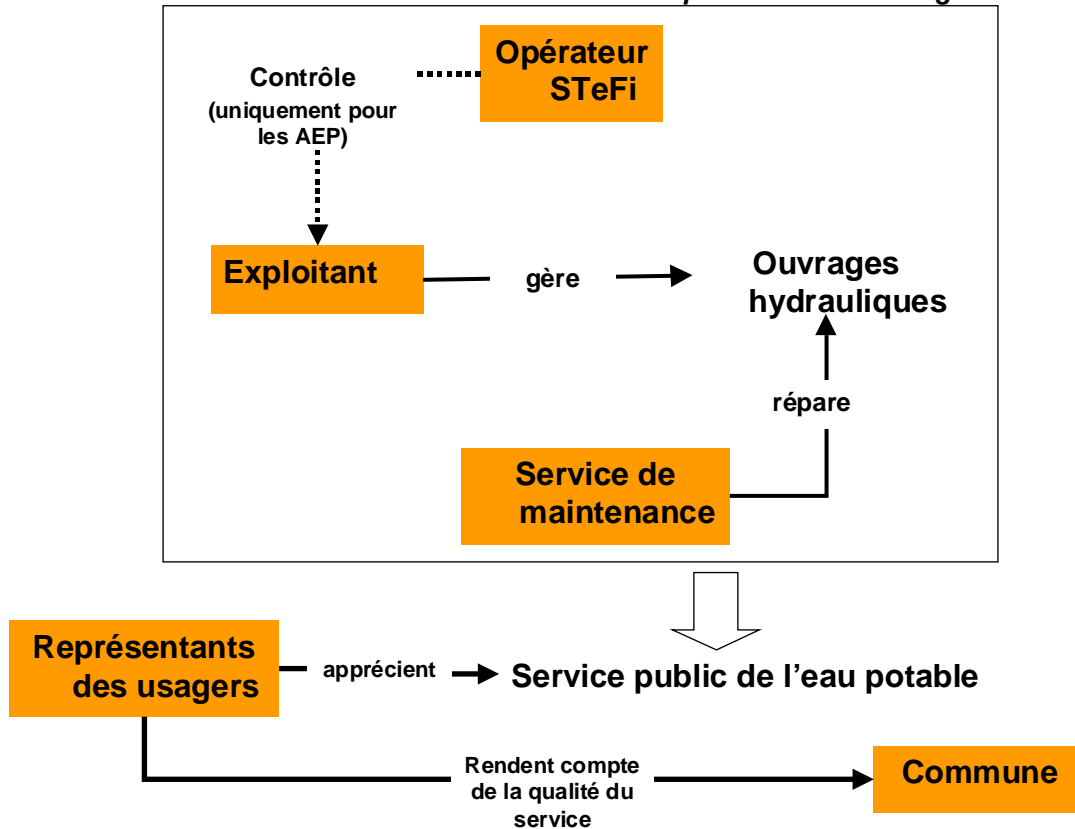 Opérateur
STeFi
Contrôle
(uniquement pour
les AEP)
Exploitant
gère
Ouvrages
hydrauliques
répare
Service de
maintenance
Représentants
des usagers
apprécient
Service public de l’eau potable
Rendent compte
de la qualité du
service
Commune